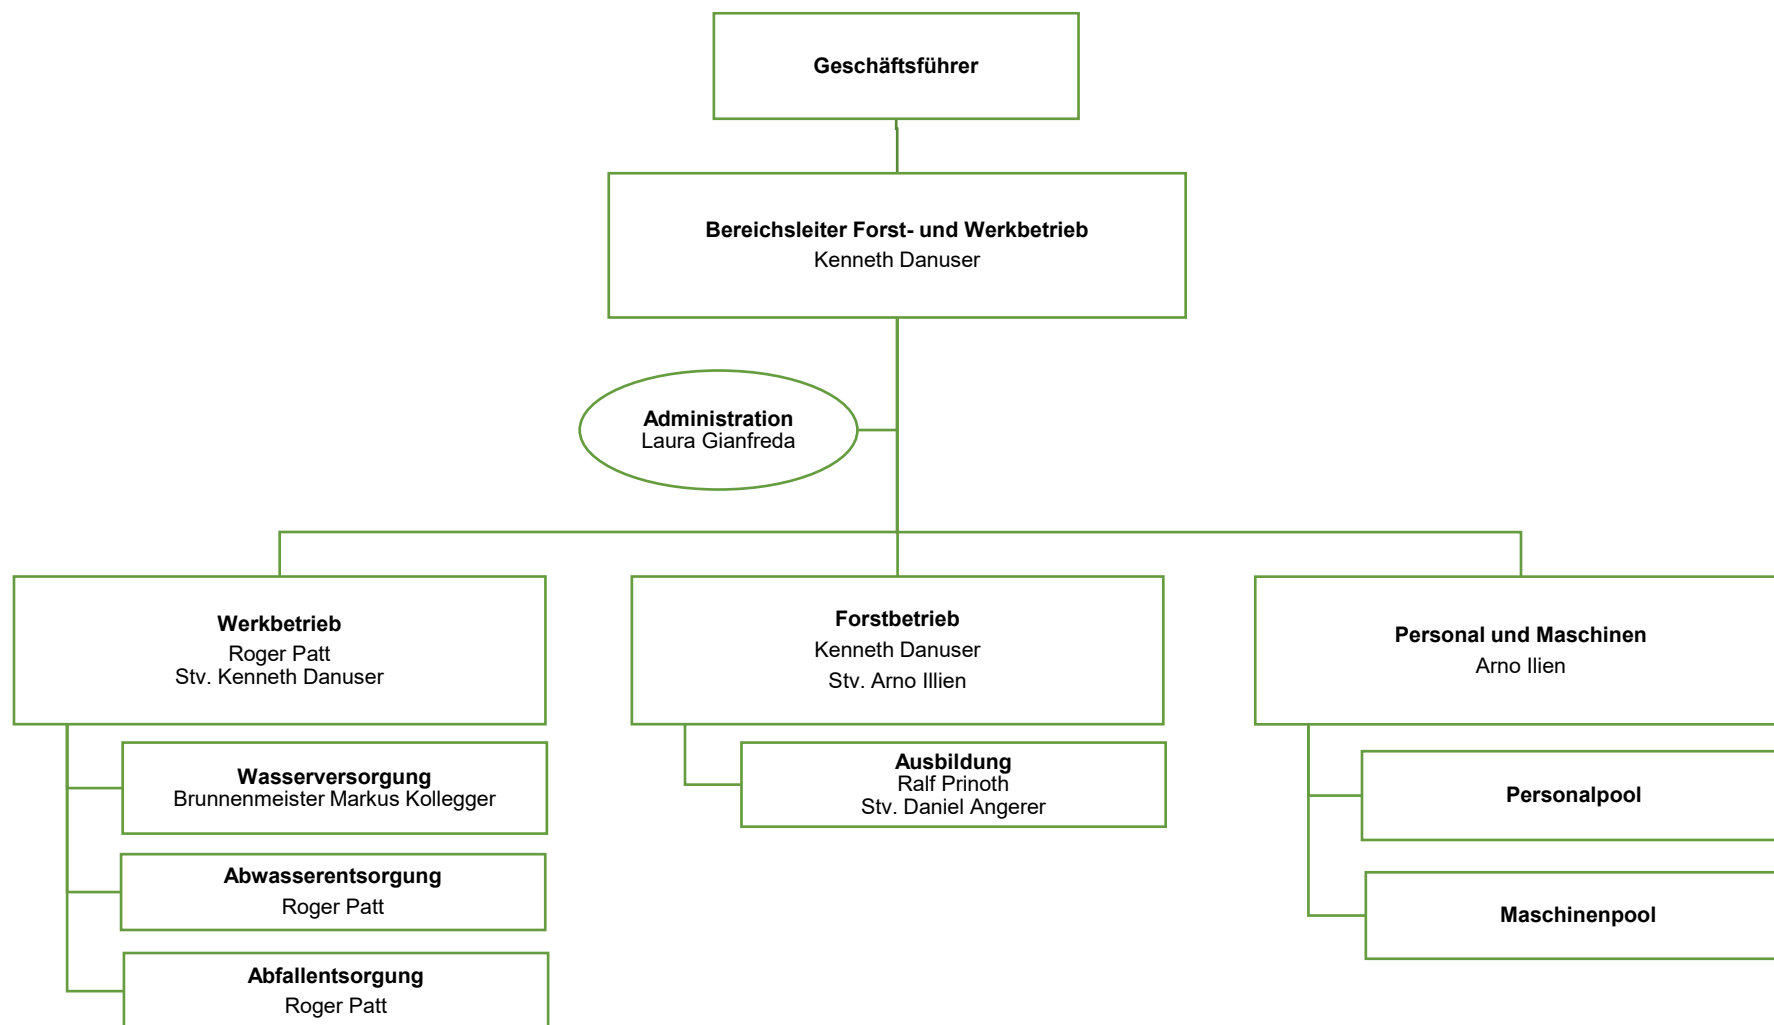 Geschäftsführer
Bereichsleiter Forst- und Werkbetrieb
Kenneth Danuser
Administration
Laura Gianfreda
Werkbetrieb
Roger Patt
Stv. Kenneth Danuser
Wasserversorgung
Brunnenmeister Markus Kollegger
Abwasserentsorgung
Roger Patt
Abfallentsorgung
Roger Patt
Forstbetrieb
Kenneth Danuser
Stv. Arno Illien
Ausbildung
Ralf Prinoth
Stv. Daniel Angerer
Personal und Maschinen
Arno Ilien
Personalpool
Maschinenpool